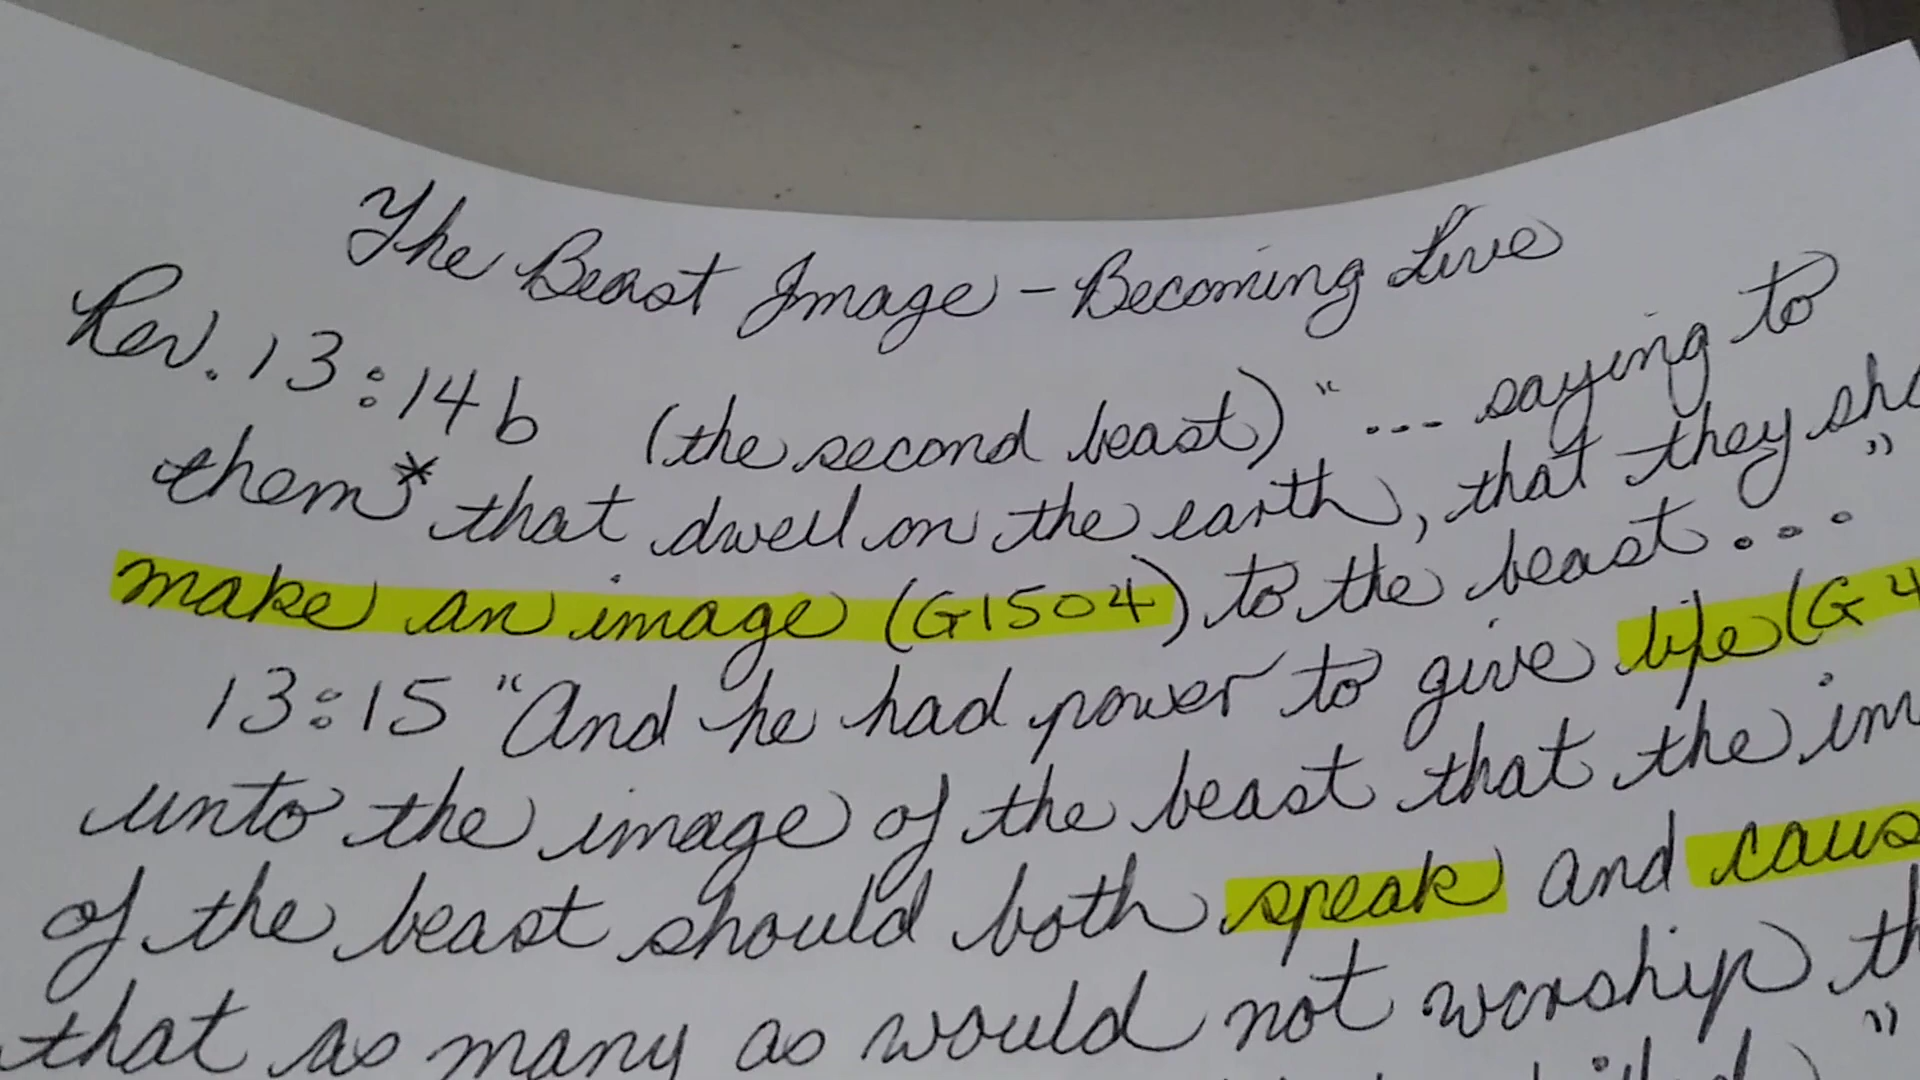 The Beast Image - Becoming Live
Rev. 13:14b (the second beast) "... saying to
them* that dwell on the earth, that they sho
make an image (G1504) to the beast... "
13:15 "And he had power to give life (G4
unto the image of the beast that the im
of the beast should both speak and caus
that as many as would not worship th
"